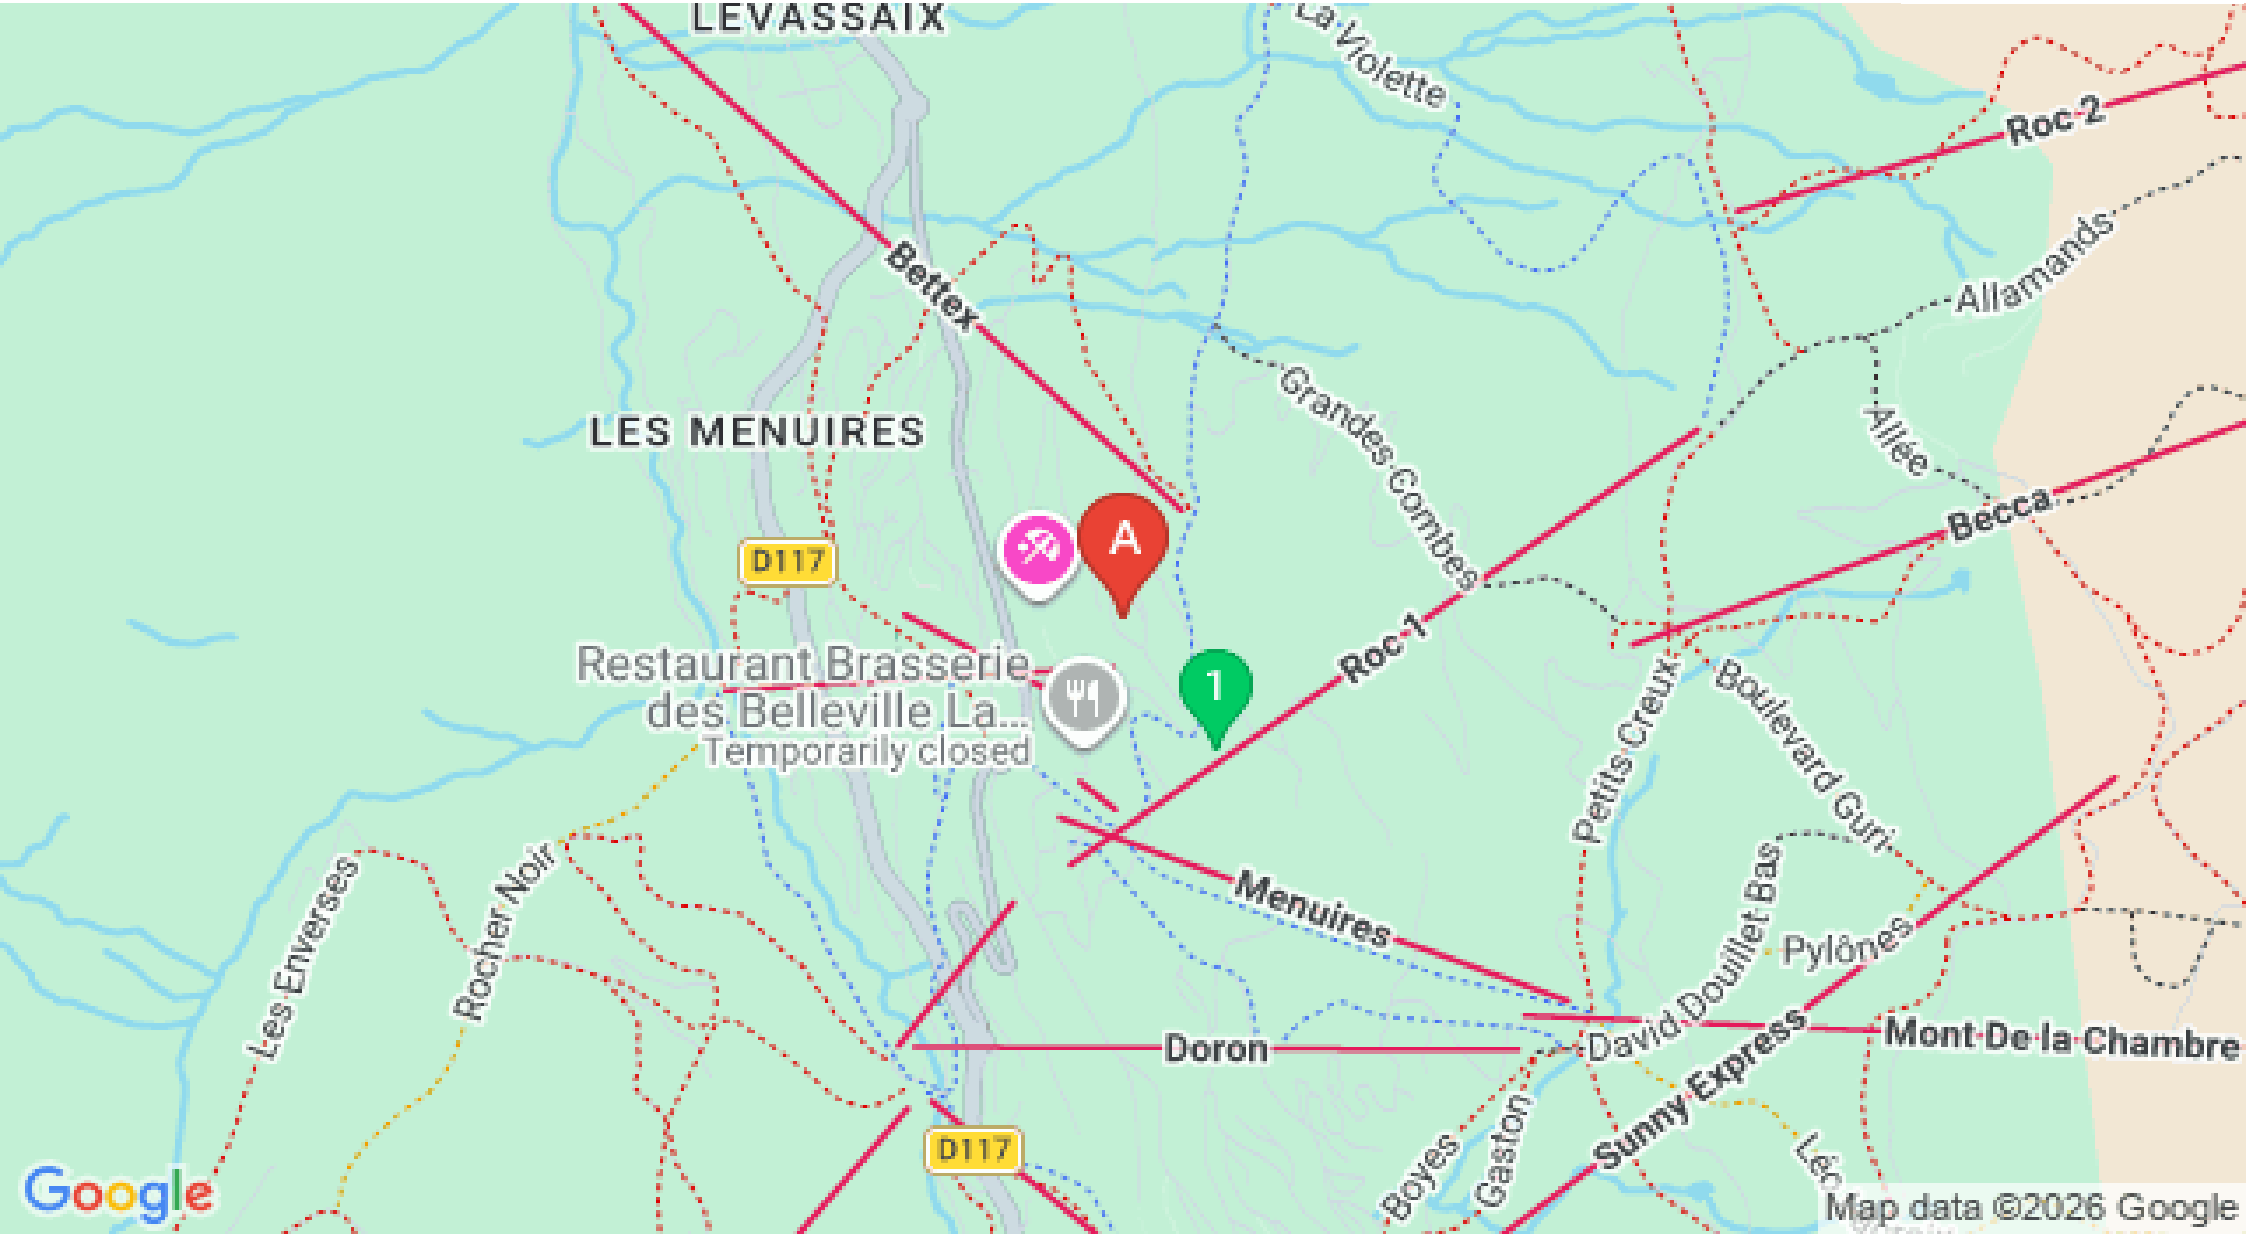 LEVASSAIX
La Violette
Roc 2
Bettex
Allamands
Grandes Combes
Allée
LES MENUIRES
Becca
A
D117
Roc 1
Restaurant Brasserie
des Belleville La...
Temporarily closed
1
Petits Creux
Boulevard Guri
Les Enverses
Rocher Noir
Menuires
David Douillet Bas
Pylônes
Doron
Mont De la Chambre
Sunny Express
D117
Boyes
Gaston
Léo
Google
Map data ©2026 Google